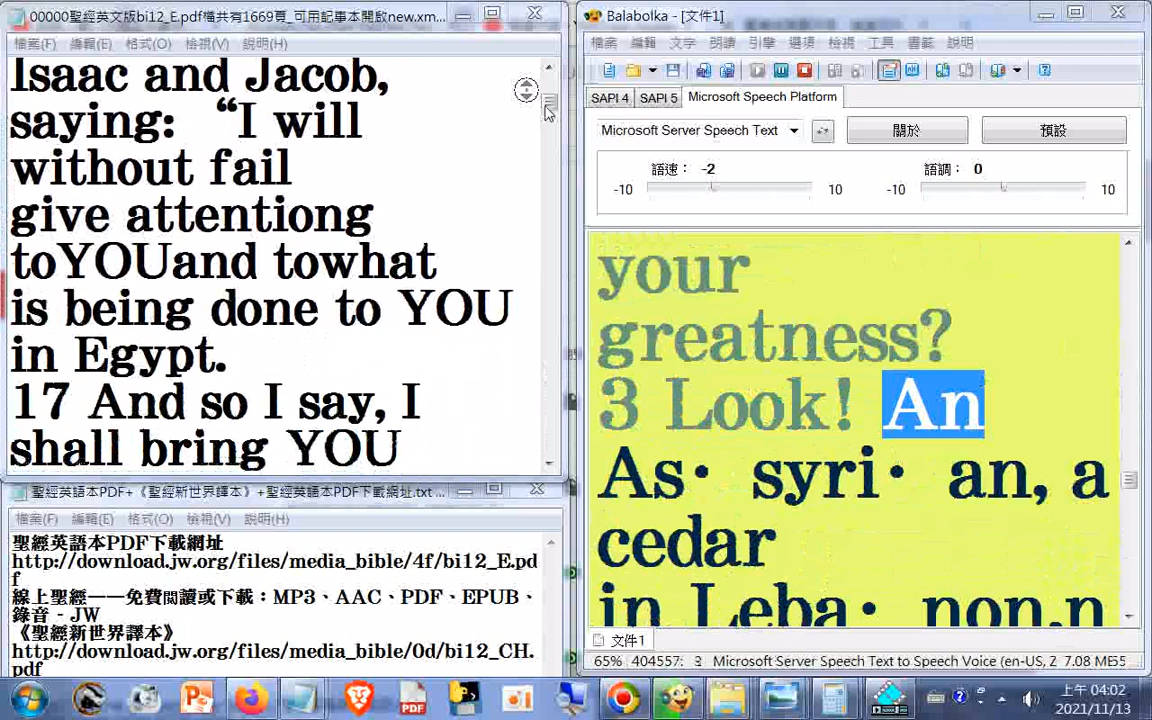 00000聖經英文版bi12_E.pdf檔共有1669頁_可用記事本開啟new.xm...
檔案(F) 編輯(E) 格式(O) 檢視(V) 說明(H)
Isaac and Jacob,
saying: “I will
without fail
give attentiong
toYOUand towhat
is being done to YOU
in Egypt.
17 And so I say, I
shall bring YOU
聖經英語本PDF+《聖經新世界譯本》+聖經英語本PDF下載網址.txt ...
檔案(F) 編輯(E) 格式(O) 檢視(V) 說明(H)
聖經英語本PDF下載網址
http://download.jw.org/files/media_bible/4f/bi12_E.pd
f
線上聖經——免費閱讀或下載：MP3、AAC、PDF、EPUB、
錄音 - JW
《聖經新世界譯本》
http://download.jw.org/files/media_bible/0d/bi12_CH.
pdf
Balabolka - [文件1]
檔案 編輯 文字 朗讀 引擎 選項 檢視 工具 書籤 說明
SAPI 4 SAPI 5 Microsoft Speech Platform
Microsoft Server Speech Text 關於 預設
語速： -2 語調： 0
-10 10 -10 10
your
greatness?
3 Look! An
As· syri· an, a
cedar
in Leba· non,n
文件1
65% 404557: Microsoft Server Speech Text to Speech Voice (en-US, Z 7.08 ME
上午 04:02
2021/11/13